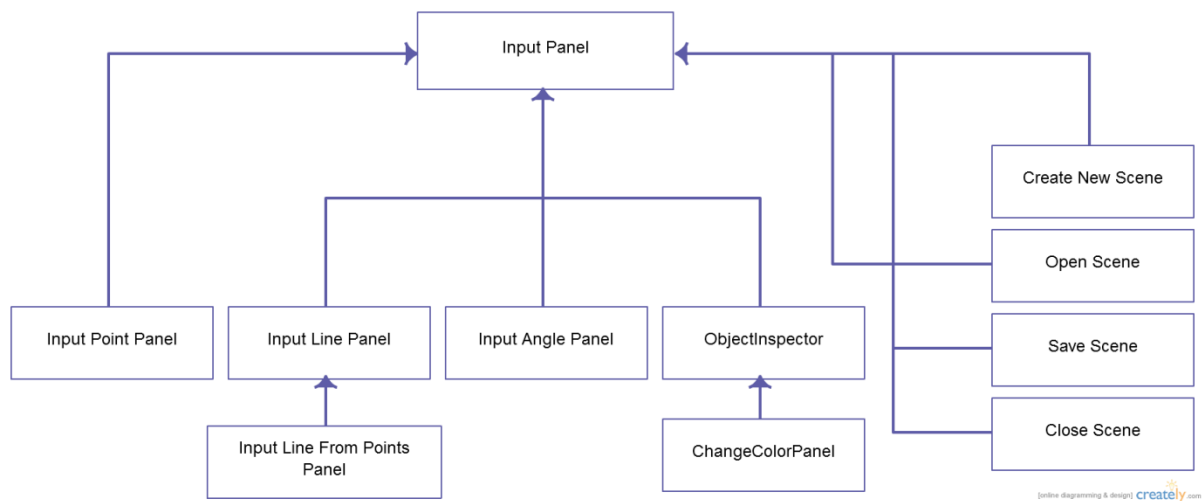 Input Panel
Create New Scene
Open Scene
Input Point Panel
Input Line Panel
Input Angle Panel
ObjectInspector
Save Scene
Input Line From Points
Panel
ChangeColorPanel
Close Scene
[online diagramming & design] creately.com